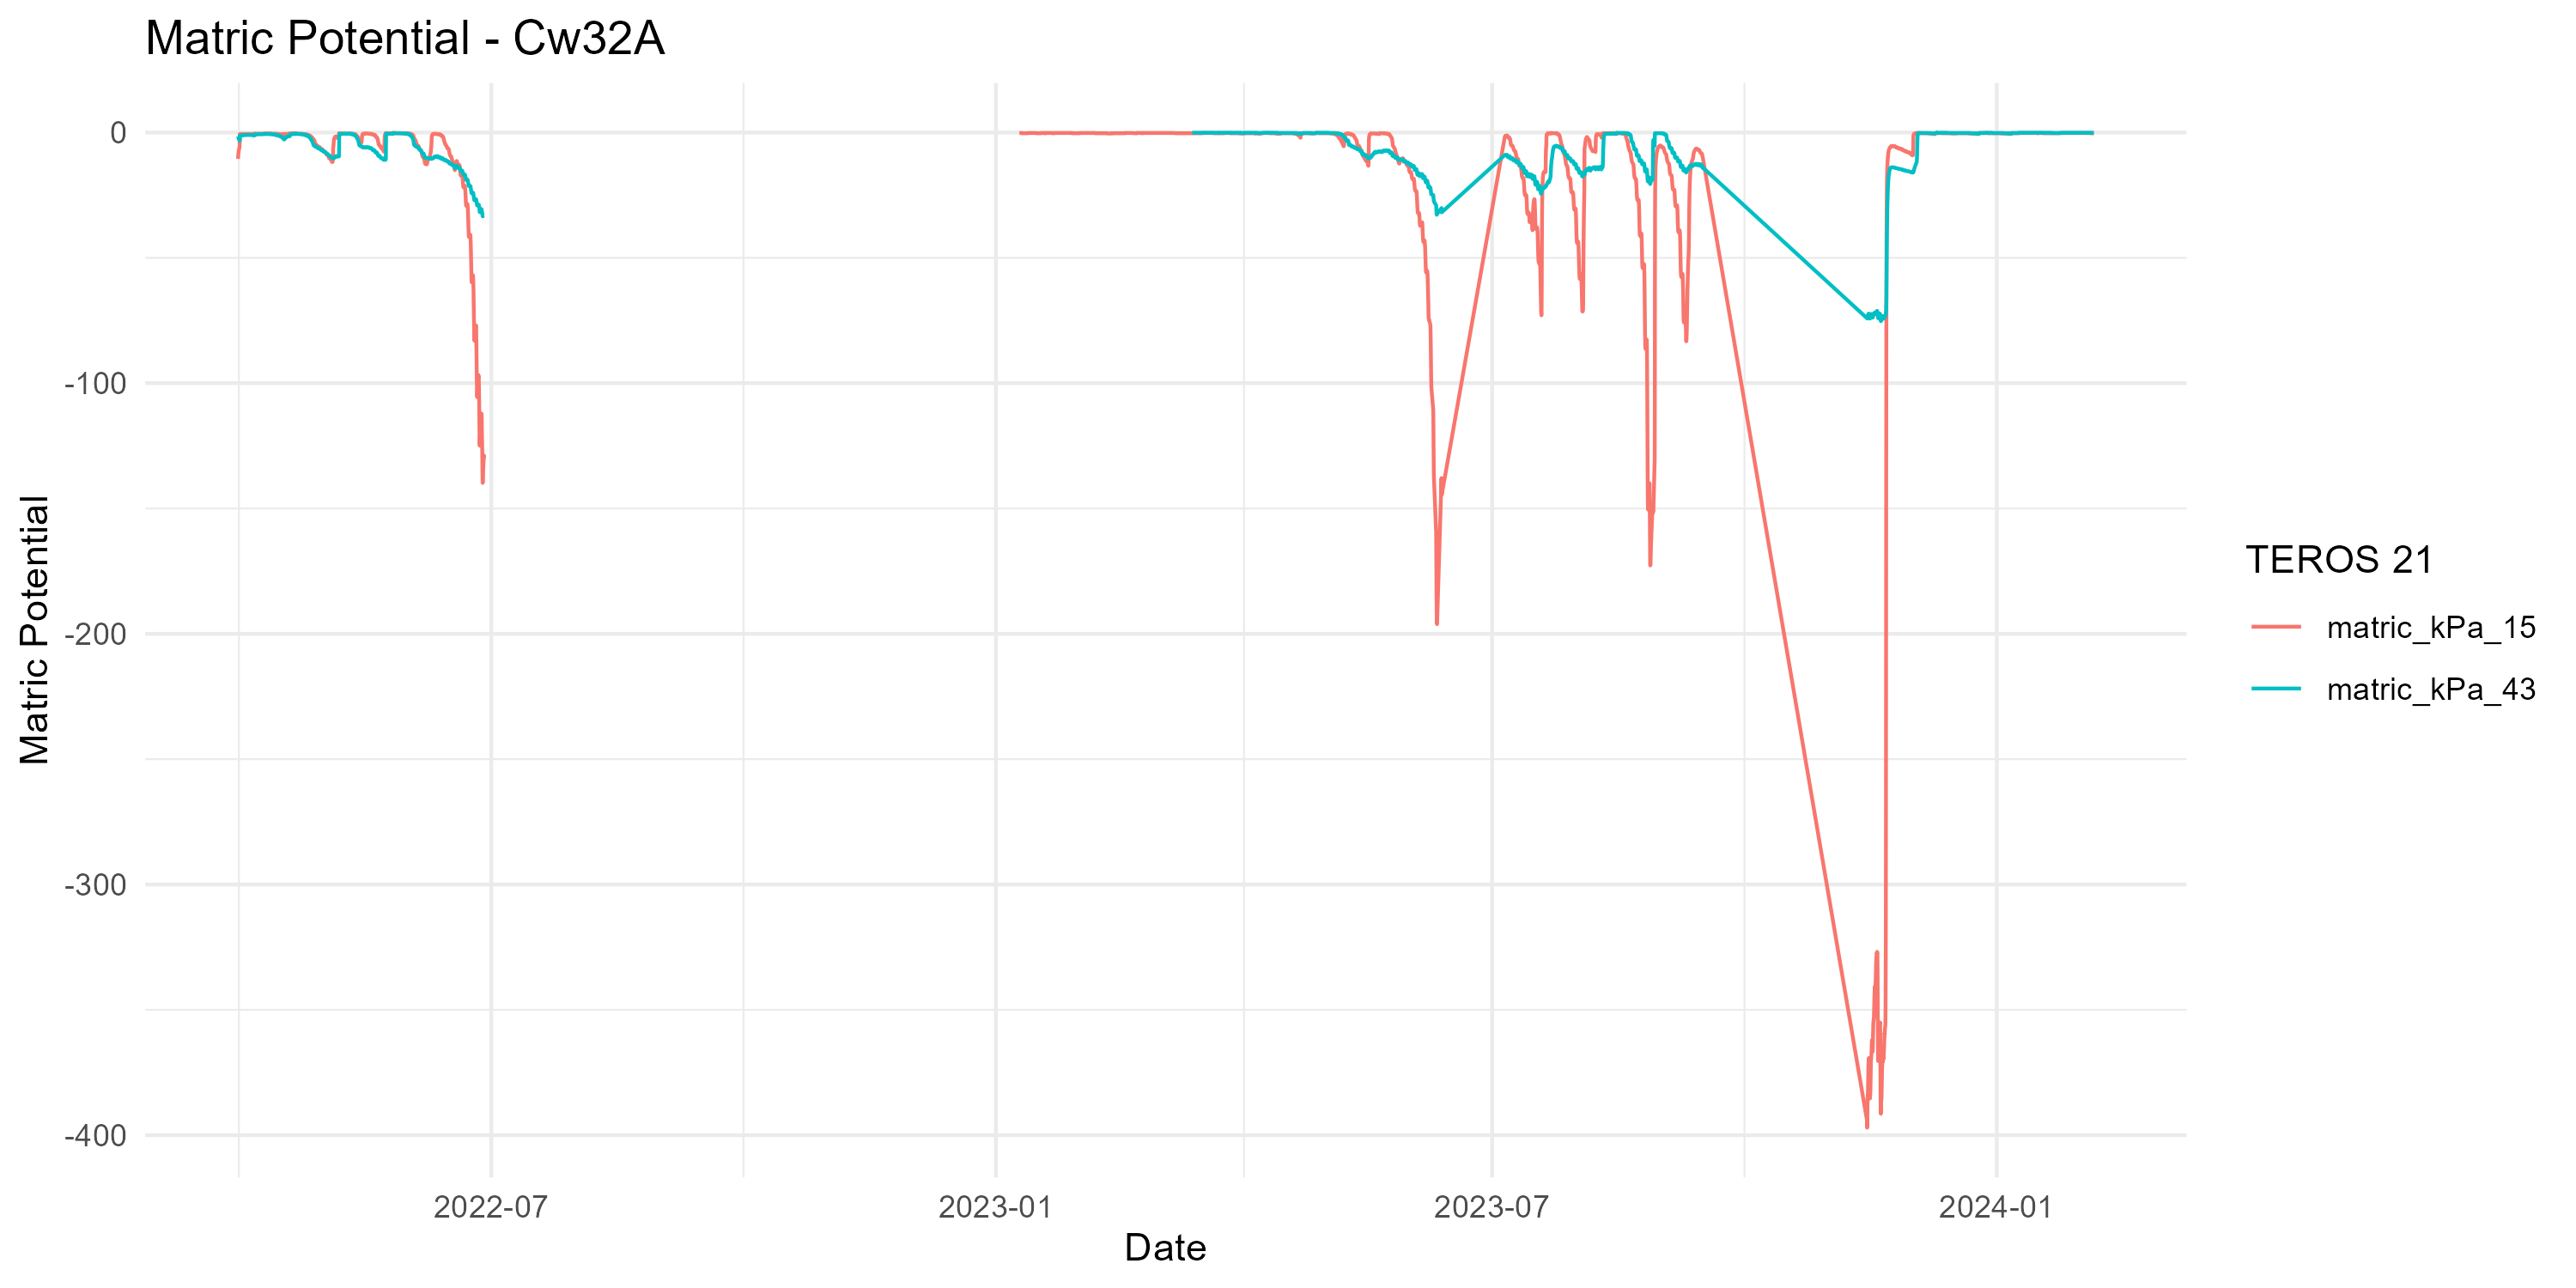 Matric Potential - Cw32A
0
-100
-200
-300
-400
Matric Potential
2022-07
2023-01
2023-07
2024-01
Date
TEROS 21
matric_kPa_15
matric_kPa_43